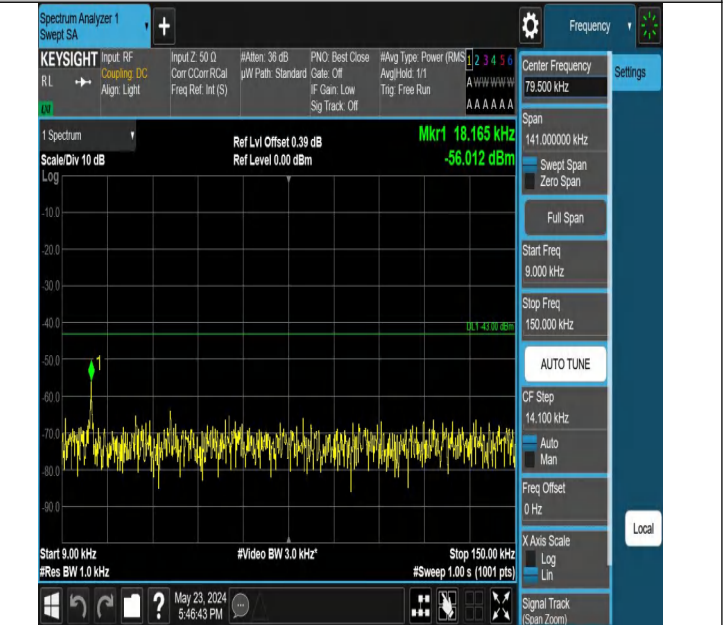 Spectrum Analyzer 1
Swept SA
+
Frequency
KEYSIGHT
RL
Input: RF
Coupling: DC
Align: Light
Input Z: 50 Ω
Corr CCorr RCal
Freq Ref: Int (S)
#Atten: 36 dB
µW Path: Standard
PNO: Best Close
Gate: Off
IF Gain: Low
Sig Track: Off
#Avg Type: Power (RMS
Avg|Hold: 1/1
Trig: Free Run
1 2 3 4 5 6
A W W W W W
A A A A A A
1 Spectrum
Scale/Div 10 dB
Log
Ref Lvl Offset 0.39 dB
Ref Level 0.00 dBm
Mkr1 18.165 kHz
-56.012 dBm
-10.0
-20.0
-30.0
-40.0
DL1 -43.00 dBm
-50.0
1
-60.0
-70.0
-80.0
-90.0
Start 9.00 kHz
#Video BW 3.0 kHz*
Stop 150.00 kHz
#Res BW 1.0 kHz
#Sweep 1.00 s (1001 pts)
Center Frequency
79.500 kHz
Settings
Span
141.000000 kHz
Swept Span
Zero Span
Full Span
Start Freq
9.000 kHz
Stop Freq
150.000 kHz
AUTO TUNE
CF Step
14.100 kHz
Auto
Man
Freq Offset
0 Hz
X Axis Scale
Log
Lin
Local
Signal Track
(Span Zoom)
?
May 23, 2024
5:46:43 PM